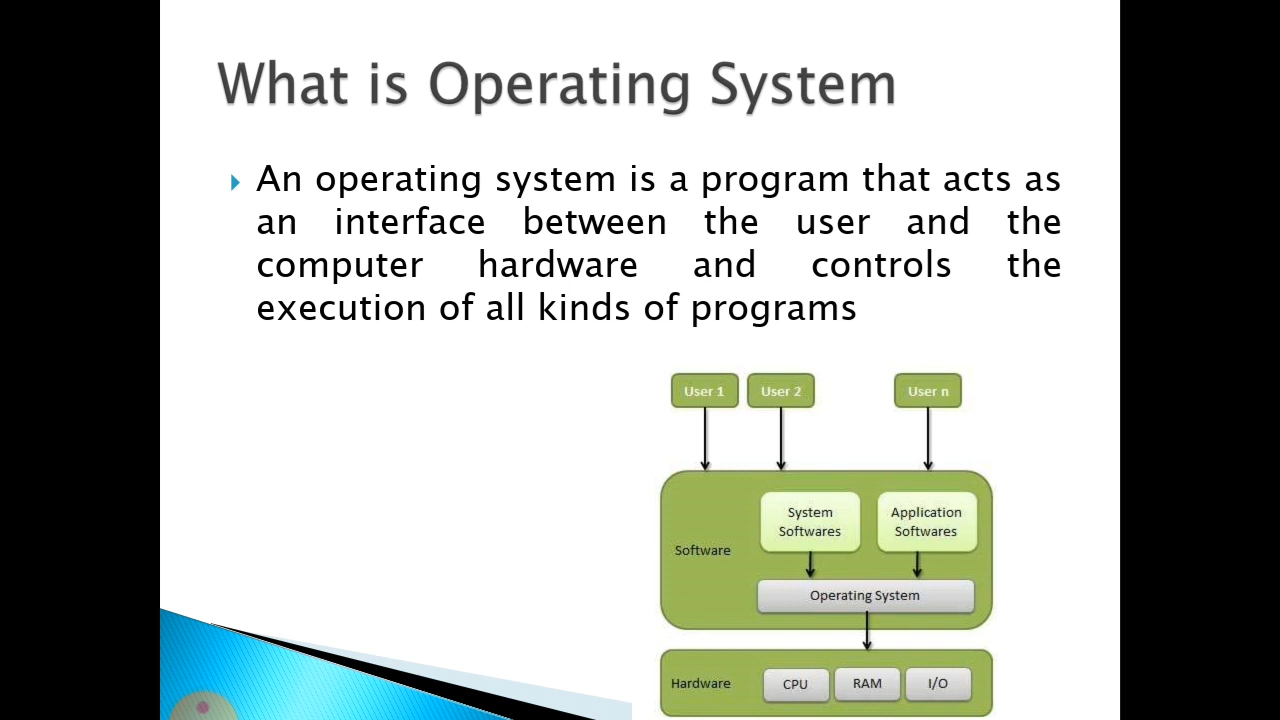 What is Operating System
An operating system is a program that acts as
an interface between the user and the
computer hardware and controls the
execution of all kinds of programs
User 1 User 2 User n
System Softwares
Application Softwares
Software
Operating System
Hardware CPU RAM I/O